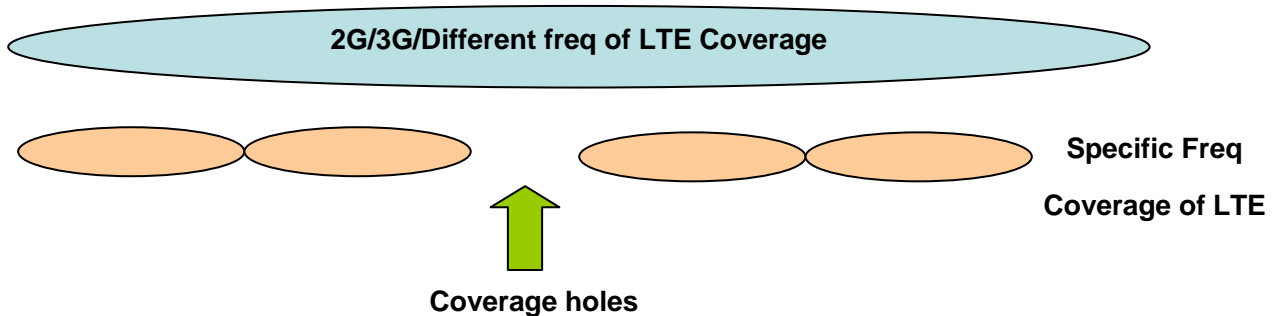 2G/3G/Different freq of LTE Coverage
Specific Freq
Coverage of LTE
Coverage holes